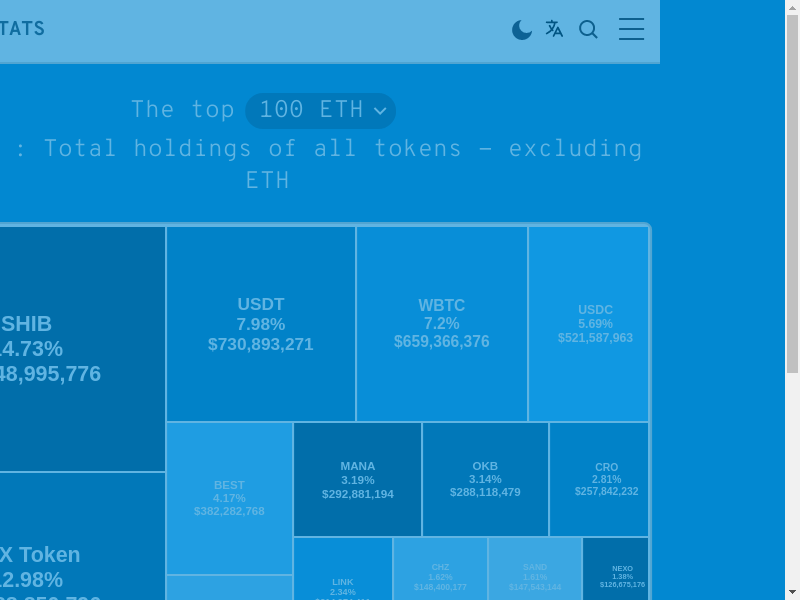 TATS
The top 100 ETH
: Total holdings of all tokens – excluding
ETH
SHIB
4.73%
48,995,776
USDT
7.98%
$730,893,271
WBTC
7.2%
$659,366,376
USDC
5.69%
$521,587,963
BEST
4.17%
$382,282,768
MANA
3.19%
$292,881,194
OKB
3.14%
$288,118,479
CRO
2.81%
$257,842,232
X Token
2.98%
LINK
2.34%
CHZ
1.62%
$148,400,177
SAND
1.61%
$147,543,144
NEXO
1.38%
$126,675,176